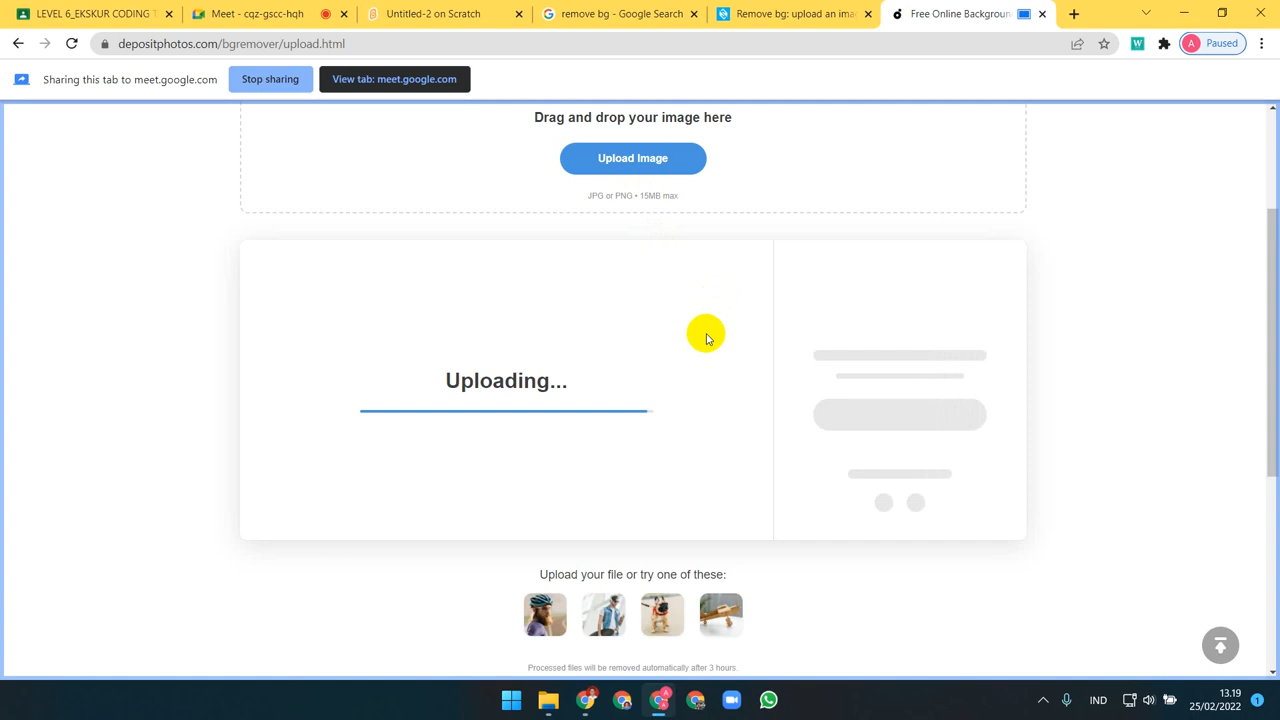 LEVEL 6_EKSKUR CODING T
Meet - cqz-gscc-hqh
Untitled-2 on Scratch
remove bg - Google Search
Remove bg: upload an ima
Free Online Backgroun
depositphotos.com/bgremover/upload.html
A
Paused
Sharing this tab to meet.google.com
Stop sharing
View tab: meet.google.com
Drag and drop your image here
Upload Image
JPG or PNG • 15MB max
Uploading...
Upload your file or try one of these:
Processed files will be removed automatically after 3 hours.
IND
13.19
25/02/2022
1